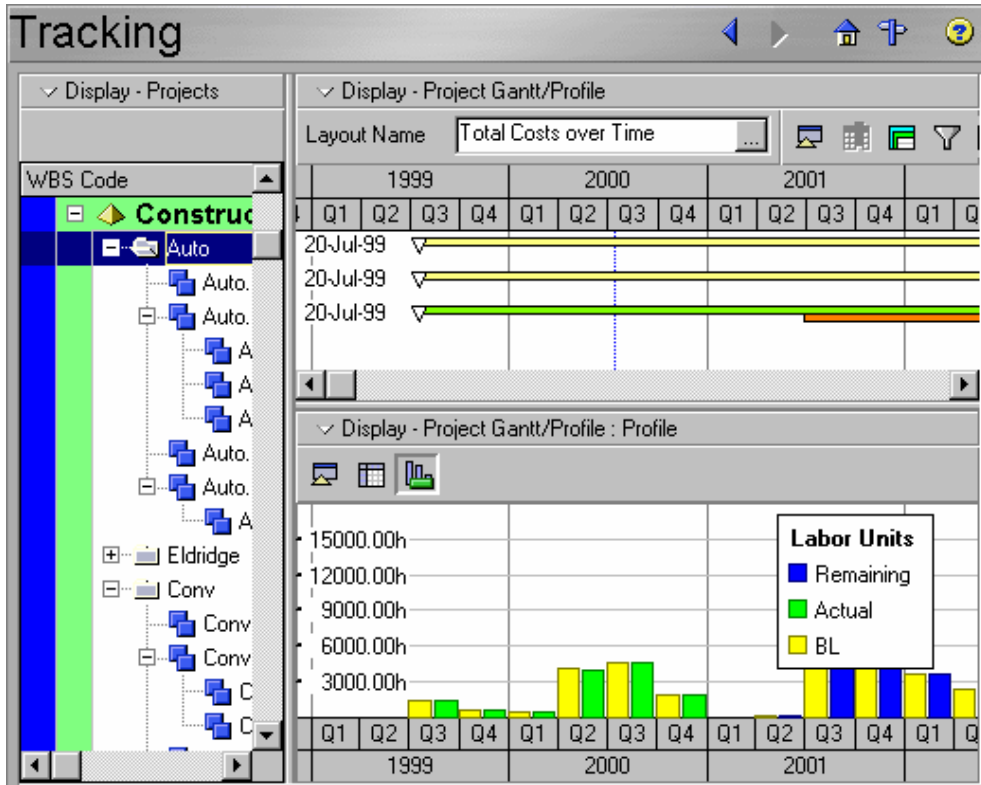 Tracking
Display - Projects
Display - Project Gantt/Profile
Layout Name Total Costs over Time ...
WBS Code
1999 2000 2001
Q1 Q2 Q3 Q4 Q1 Q2 Q3 Q4 Q1 Q2 Q3 Q4 Q1 Q
Construc
Auto
20-Jul-99
Auto.
20-Jul-99
Auto.
20-Jul-99
A
A
A
Auto.
Auto.
A
Eldridge
Conv
Conv
Conv
C
C
Display - Project Gantt/Profile : Profile
15000.00h
12000.00h
9000.00h
6000.00h
3000.00h
Labor Units
Remaining
Actual
BL
Q1 Q2 Q3 Q4 Q1 Q2 Q3 Q4 Q1 Q2 Q3 Q4 Q1 Q
1999 2000 2001